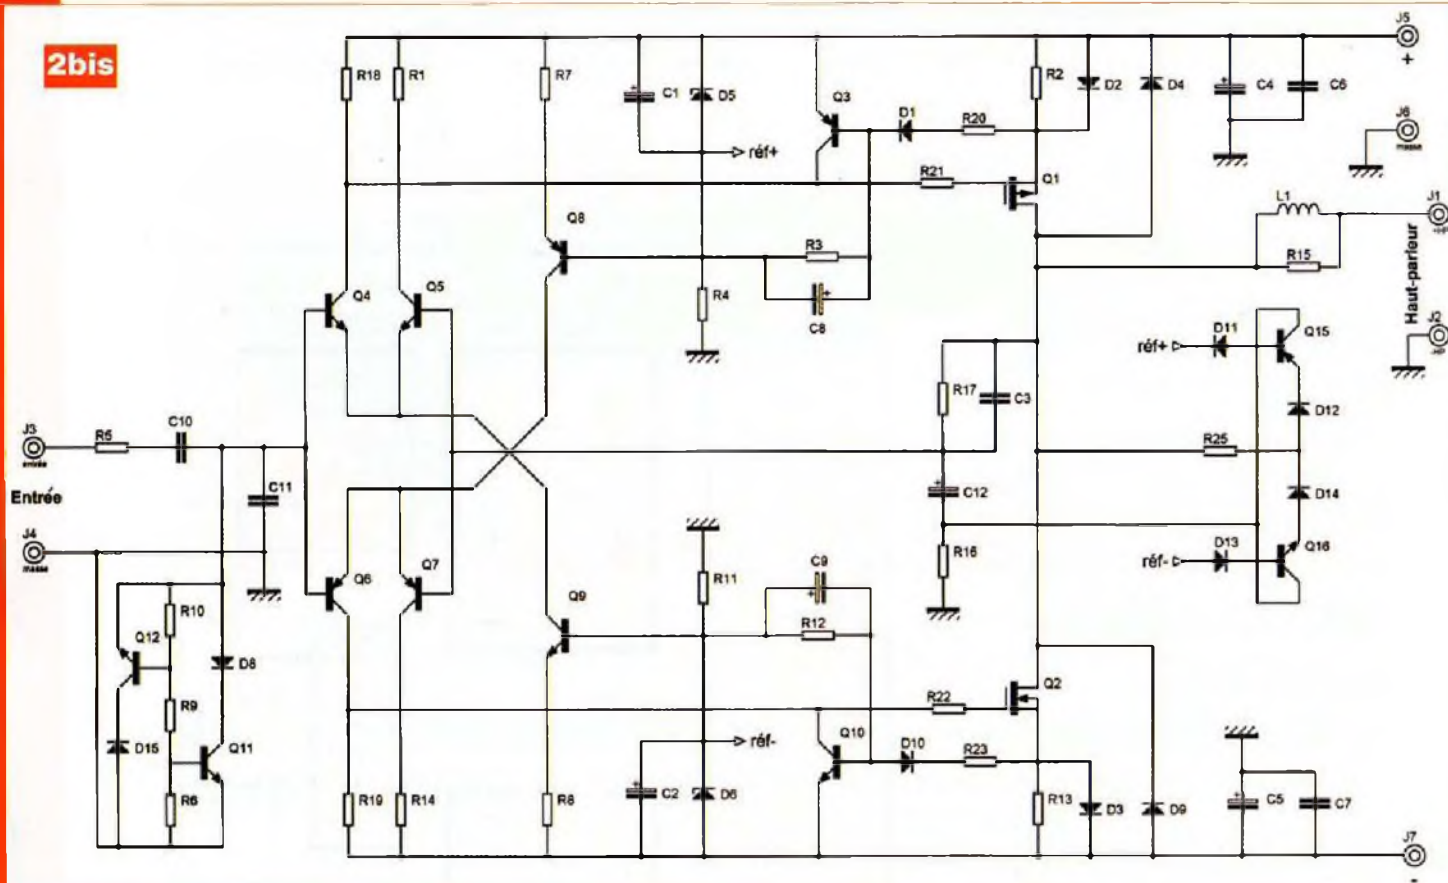 2bis
J5
+
R18
R1
R7
C1
D5
Q3
R2
D2
D4
C4
C6
D1
R20
J6
masse
réf+
R21
Q1
L1
J1
R15
Haut-parleur
Q8
R3
R4
C8
Q4
Q5
réf+
D11
Q15
R17
C3
D12
J3
entrée
R5
C10
R25
Entrée
C11
C12
D14
J4
masse
R16
réf-
D13
Q16
Q6
Q7
R11
C9
Q9
R12
R10
Q12
D8
R9
D15
Q11
R6
R22
Q2
réf-
Q10
D10
R23
R19
R14
R8
C2
D6
R13
D3
D9
C5
C7
J7
-